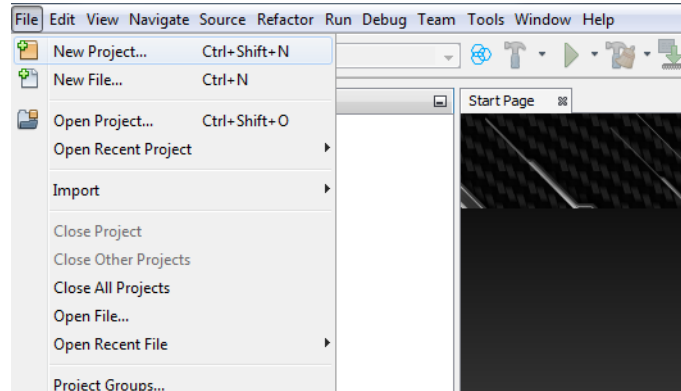 File Edit View Navigate Source Refactor Run Debug Team Tools Window Help
New Project... Ctrl+Shift+N
New File... Ctrl+N
Open Project... Ctrl+Shift+O
Open Recent Project
Import
Close Project
Close Other Projects
Close All Projects
Open File...
Open Recent File
Project Groups...
Start Page